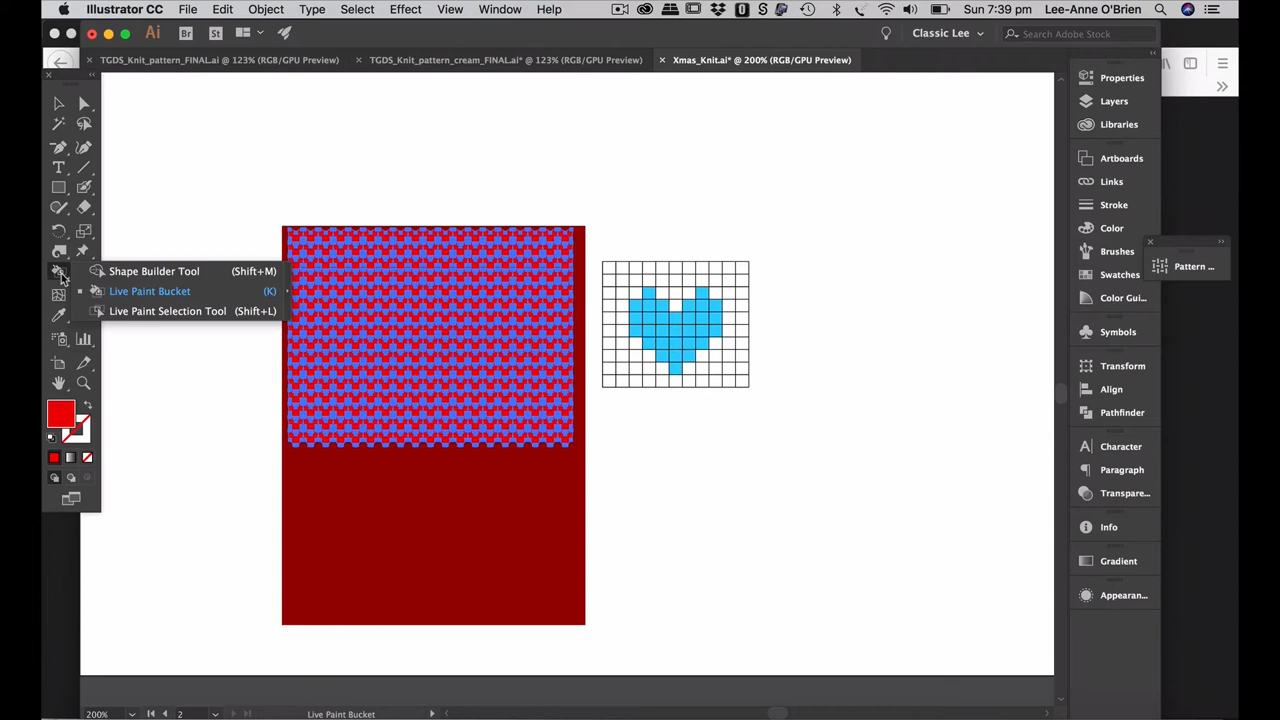 Illustrator CC File Edit Object Type Select Effect View Window Help Sun 7:39 pm Lee-Anne O'Brien
Ai Br St Classic Lee Search Adobe Stock
TGDS_Knit_pattern_FINAL.ai @ 123% (RGB/GPU Preview) TGDS_Knit_pattern_cream_FINAL.ai* @ 123% (RGB/GPU Preview) Xmas_Knit.ai* @ 200% (RGB/GPU Preview)
Properties
Layers
Libraries
Artboards
Links
Stroke
Color
Brushes
Pattern ...
Swatches
Color Gui...
Symbols
Transform
Align
Pathfinder
Character
Paragraph
Transpare...
Info
Gradient
Appearan...
Shape Builder Tool (Shift+M)
Live Paint Bucket (K)
Live Paint Selection Tool (Shift+L)
200% 2 Live Paint Bucket